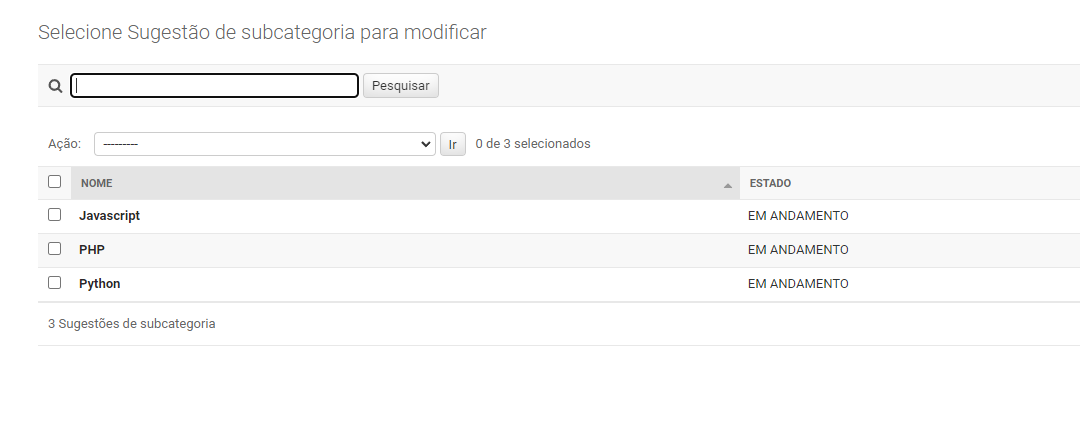 Selecione Sugestão de subcategoria para modificar
Pesquisar
Ação: --------- Ir 0 de 3 selecionados
NOME ESTADO
Javascript EM ANDAMENTO
PHP EM ANDAMENTO
Python EM ANDAMENTO
3 Sugestões de subcategoria